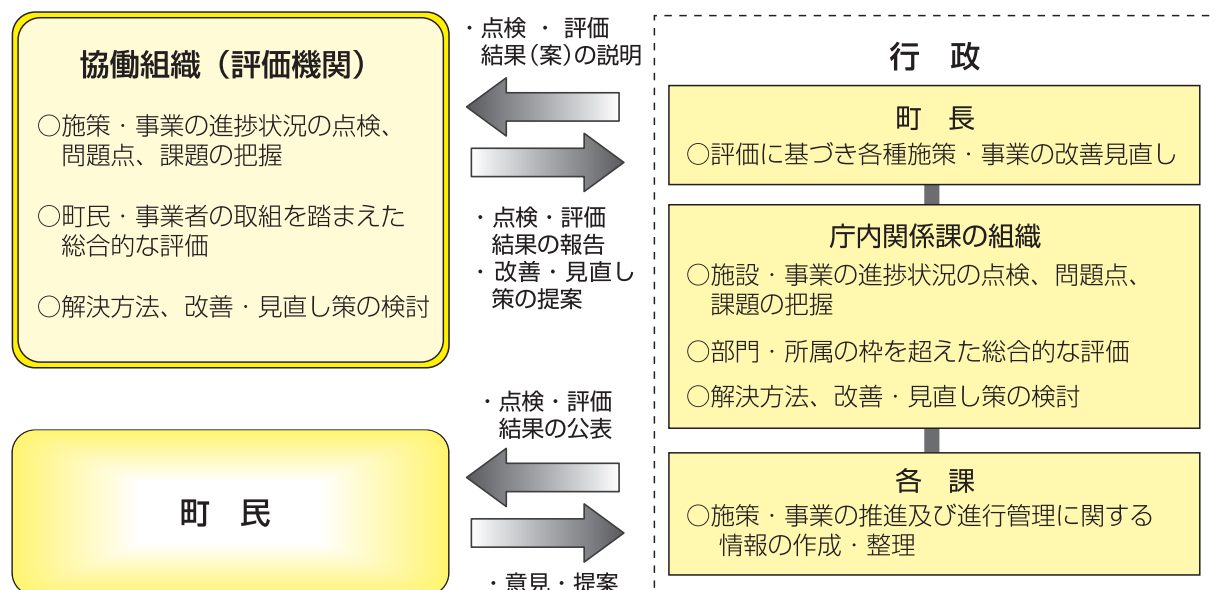 協働組織（評価機関）
○施策・事業の進捗状況の点検、
問題点、課題の把握
○町民・事業者の取組を踏まえた
総合的な評価
○解決方法、改善・見直し策の検討
・点検 ・ 評価
結果(案)の説明
・点検・評価
結果の報告
・改善・見直し
策の提案
行　政
町　長
○評価に基づき各種施策・事業の改善見直し
庁内関係課の組織
○施設・事業の進捗状況の点検、問題点、
課題の把握
○部門・所属の枠を超えた総合的な評価
○解決方法、改善・見直し策の検討
各　課
○施策・事業の推進及び進行管理に関する
情報の作成・整理
町　民
・点検・評価
結果の公表
・意見・提案